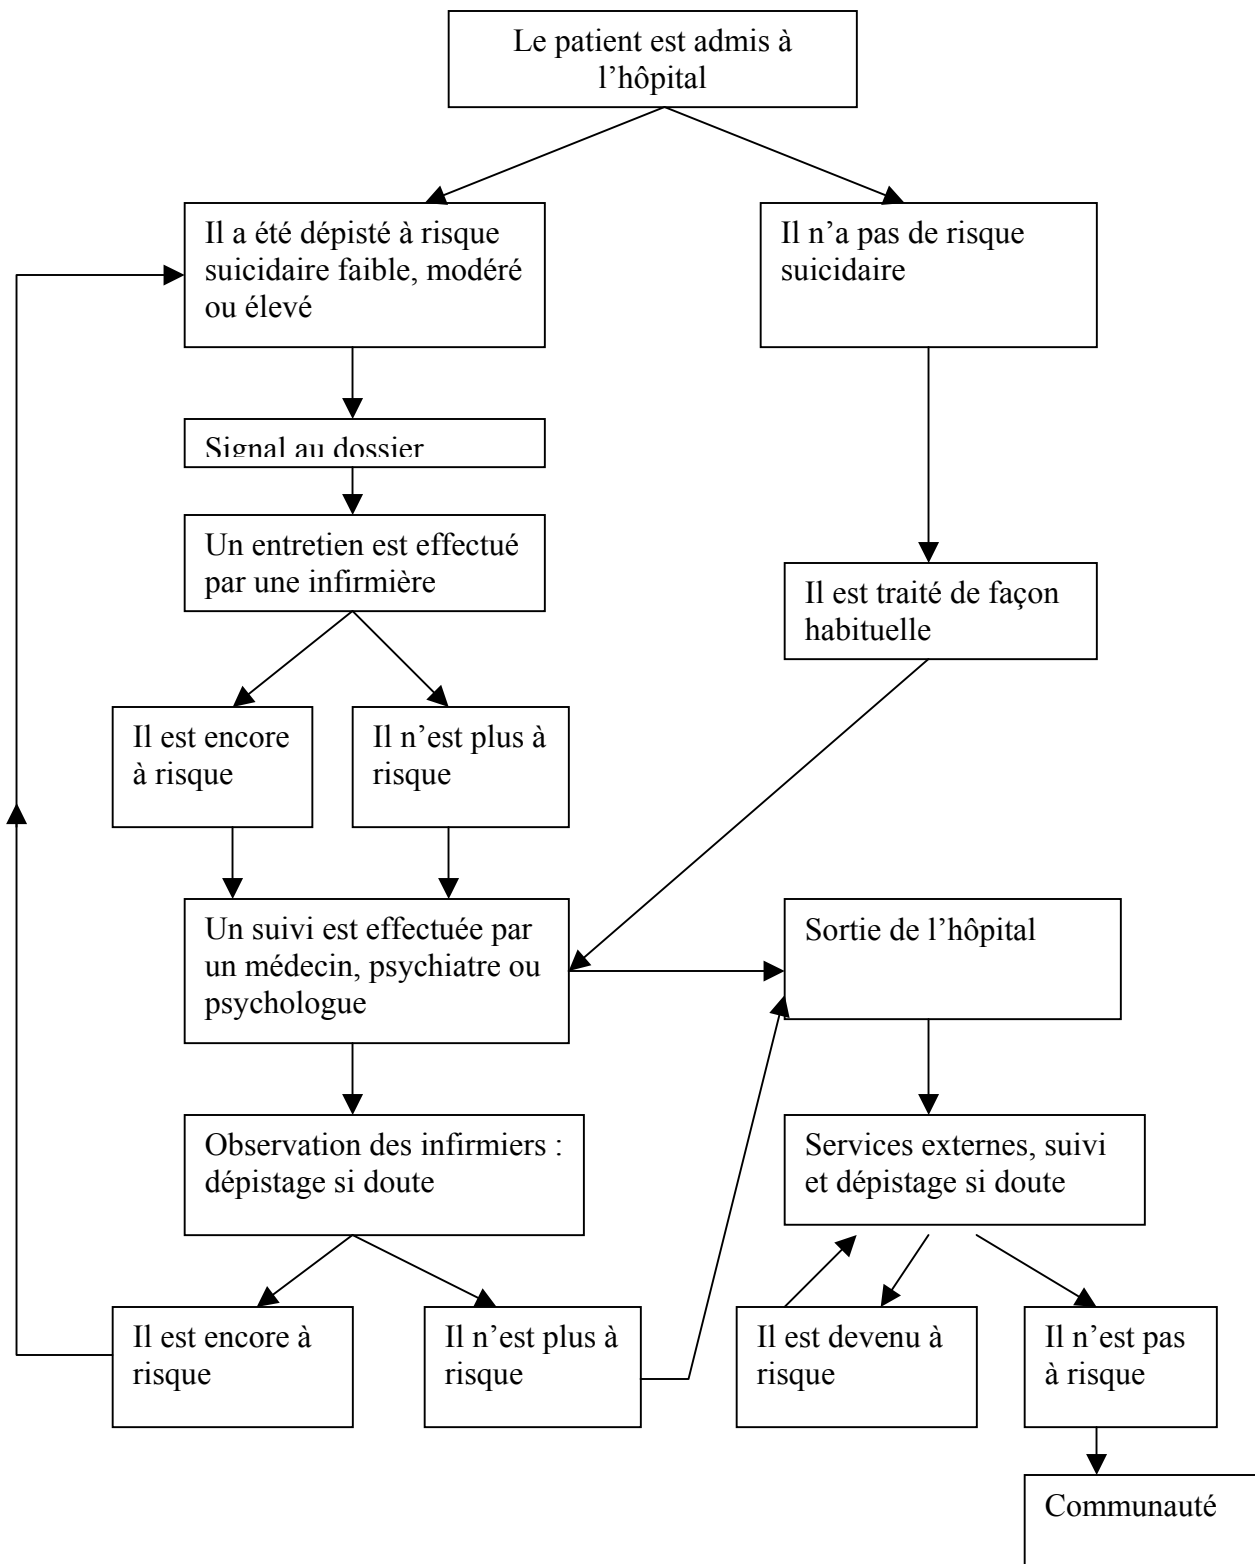 Le patient est admis à
l’hôpital
Il a été dépisté à risque
suicidaire faible, modéré
ou élevé
Il n’a pas de risque
suicidaire
Signal au dossier
Un entretien est effectué
par une infirmière
Il est traité de façon
habituelle
Il est encore
à risque
Il n’est plus à
risque
Un suivi est effectuée par
un médecin, psychiatre ou
psychologue
Sortie de l’hôpital
Observation des infirmiers :
dépistage si doute
Services externes, suivi
et dépistage si doute
Il est encore à
risque
Il n’est plus à
risque
Il est devenu à
risque
Il n’est pas
à risque
Communauté